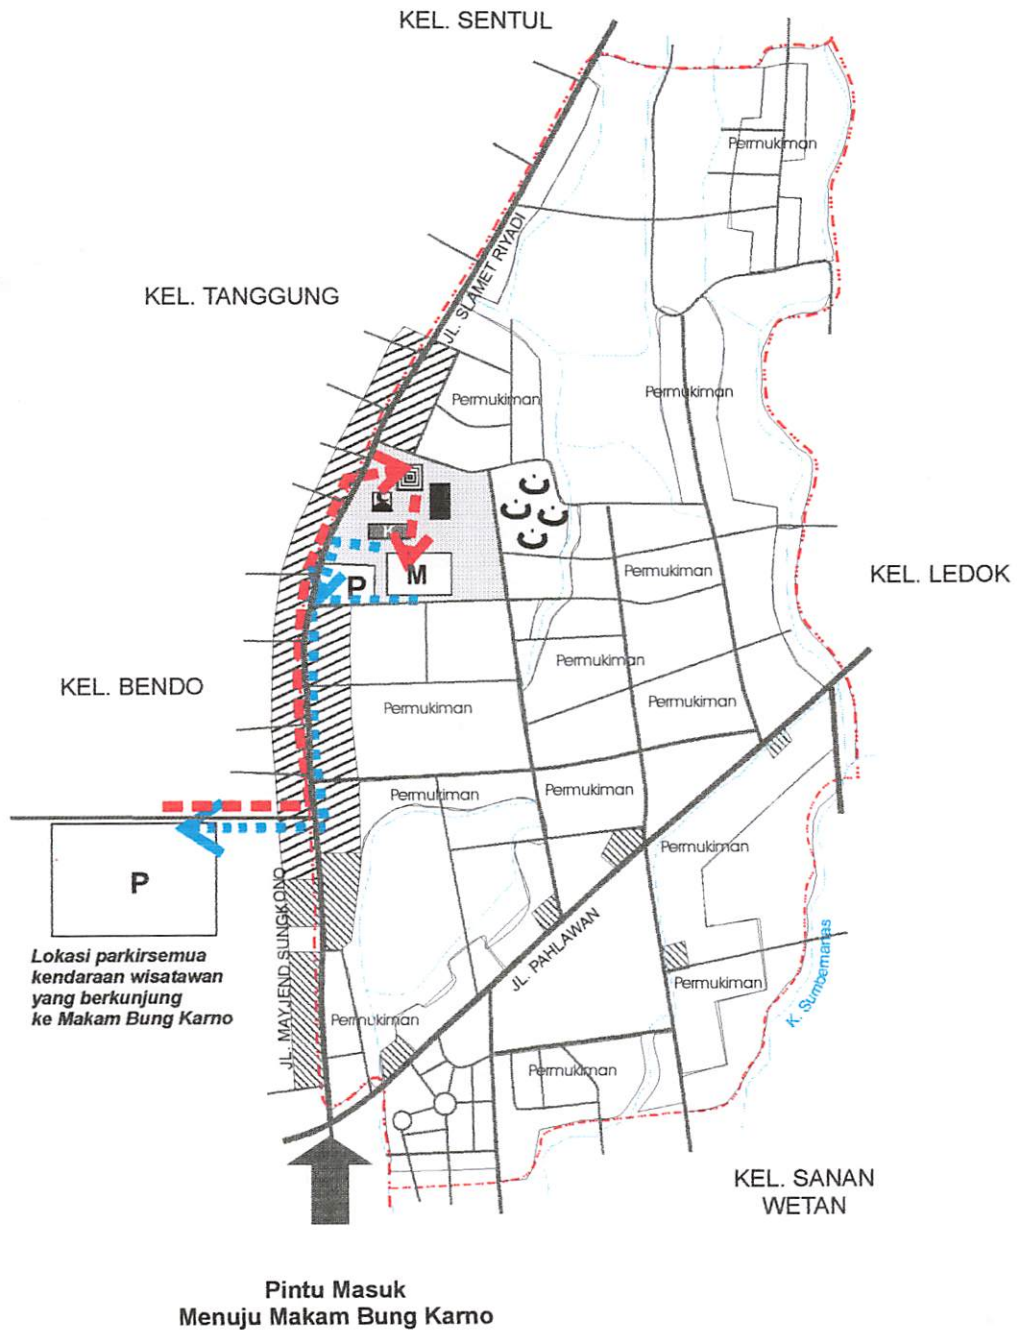 KEL. SENTUL
Permukiman
JL. SLAMET RIYADI
KEL. TANGGUNG
Permukiman
Permukiman
K
P
M
Permukiman
KEL. LEDOK
Permukiman
KEL. BENDO
Permukiman
Permukiman
Permukiman
Permukiman
Permukiman
P
JL. MAYJEND SUNGKONO
JL. PAHLAWAN
Lokasi parkirsemua
kendaraan wisatawan
yang berkunjung
ke Makam Bung Karno
K. Sumbernanas
Permukiman
Permukiman
Permukiman
KEL. SANAN
WETAN
Pintu Masuk
Menuju Makam Bung Karno